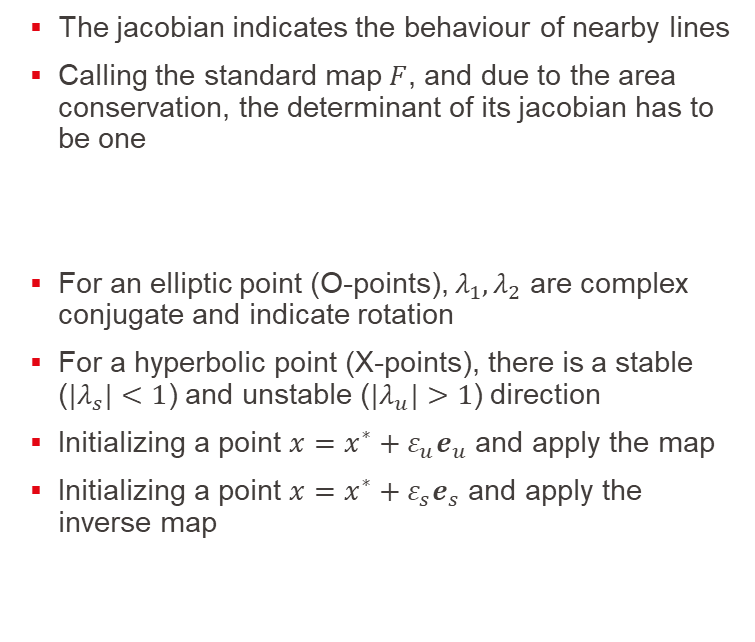 ▪ The jacobian indicates the behaviour of nearby lines
▪ Calling the standard map F, and due to the area
conservation, the determinant of its jacobian has to
be one
▪ For an elliptic point (O-points), λ₁, λ₂ are complex
conjugate and indicate rotation
▪ For a hyperbolic point (X-points), there is a stable
(|λₛ| < 1) and unstable (|λᵤ| > 1) direction
▪ Initializing a point x = x* + εᵤeᵤ and apply the map
▪ Initializing a point x = x* + εₛeₛ and apply the
inverse map